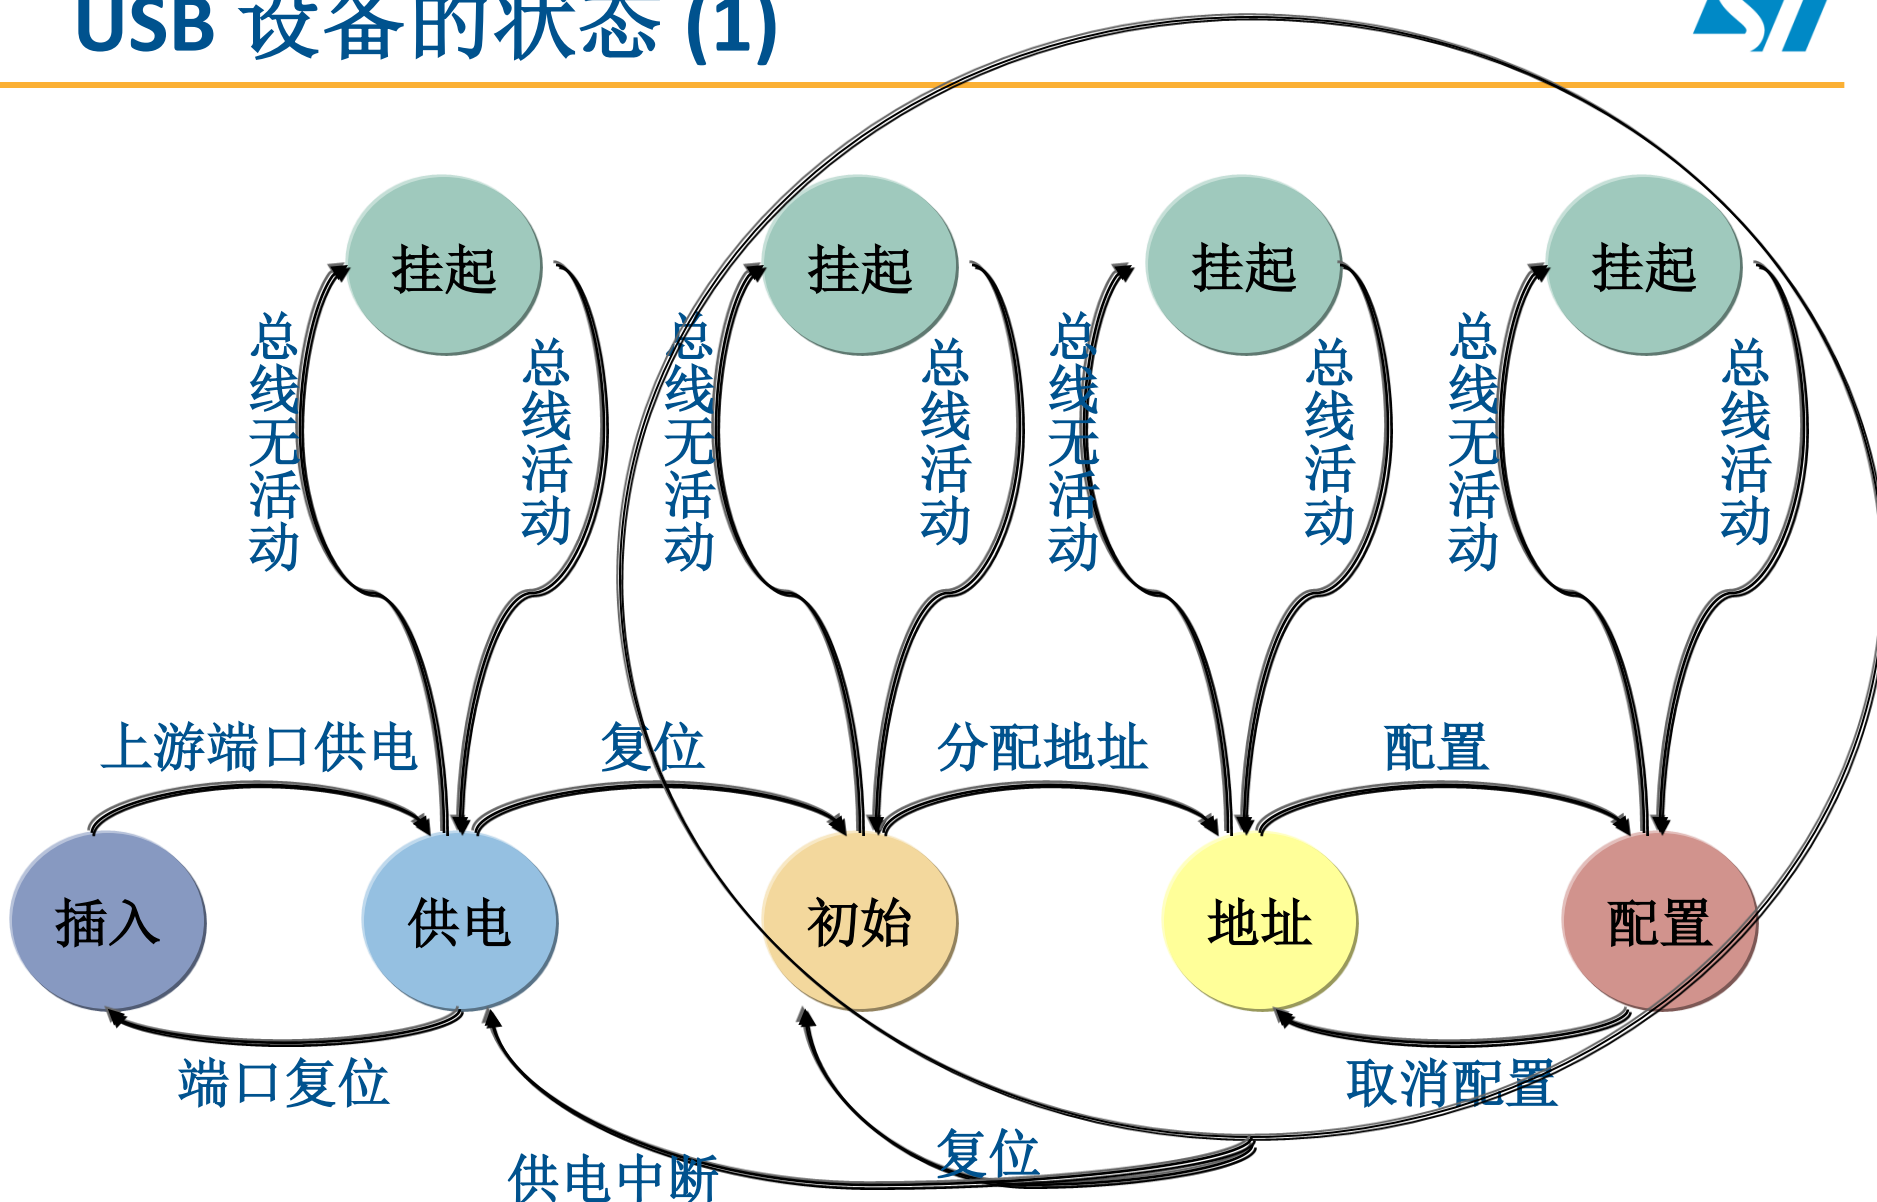 USB 设备的状态 (1)
挂起
挂起
挂起
挂起
总线无活动
总线活动
总线无活动
总线活动
总线无活动
总线活动
总线无活动
总线活动
上游端口供电
复位
分配地址
配置
插入
供电
初始
地址
配置
端口复位
取消配置
复位
供电中断